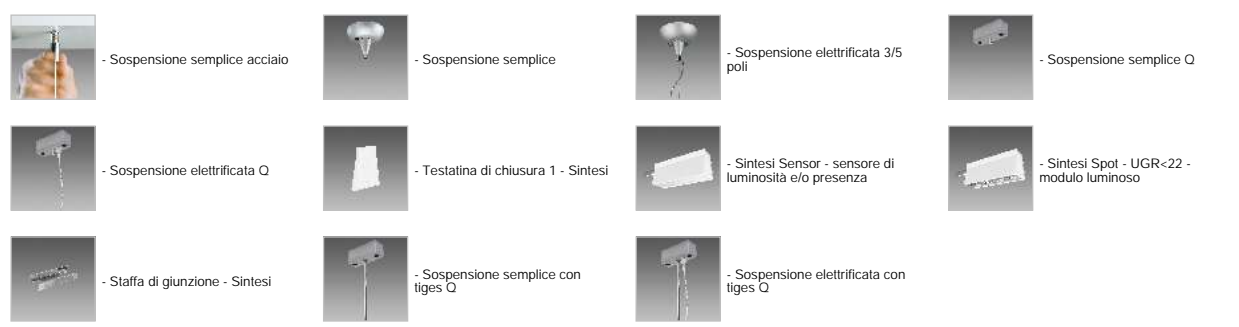 - Sospensione semplice acciaio
- Sospensione semplice
- Sospensione elettrificata 3/5
poli
- Sospensione semplice Q
- Sospensione elettrificata Q
- Testatina di chiusura 1 - Sintesi
- Sintesi Sensor - sensore di
luminosità e/o presenza
- Sintesi Spot - UGR<22 -
modulo luminoso
- Staffa di giunzione - Sintesi
- Sospensione semplice con
tiges Q
- Sospensione elettrificata con
tiges Q